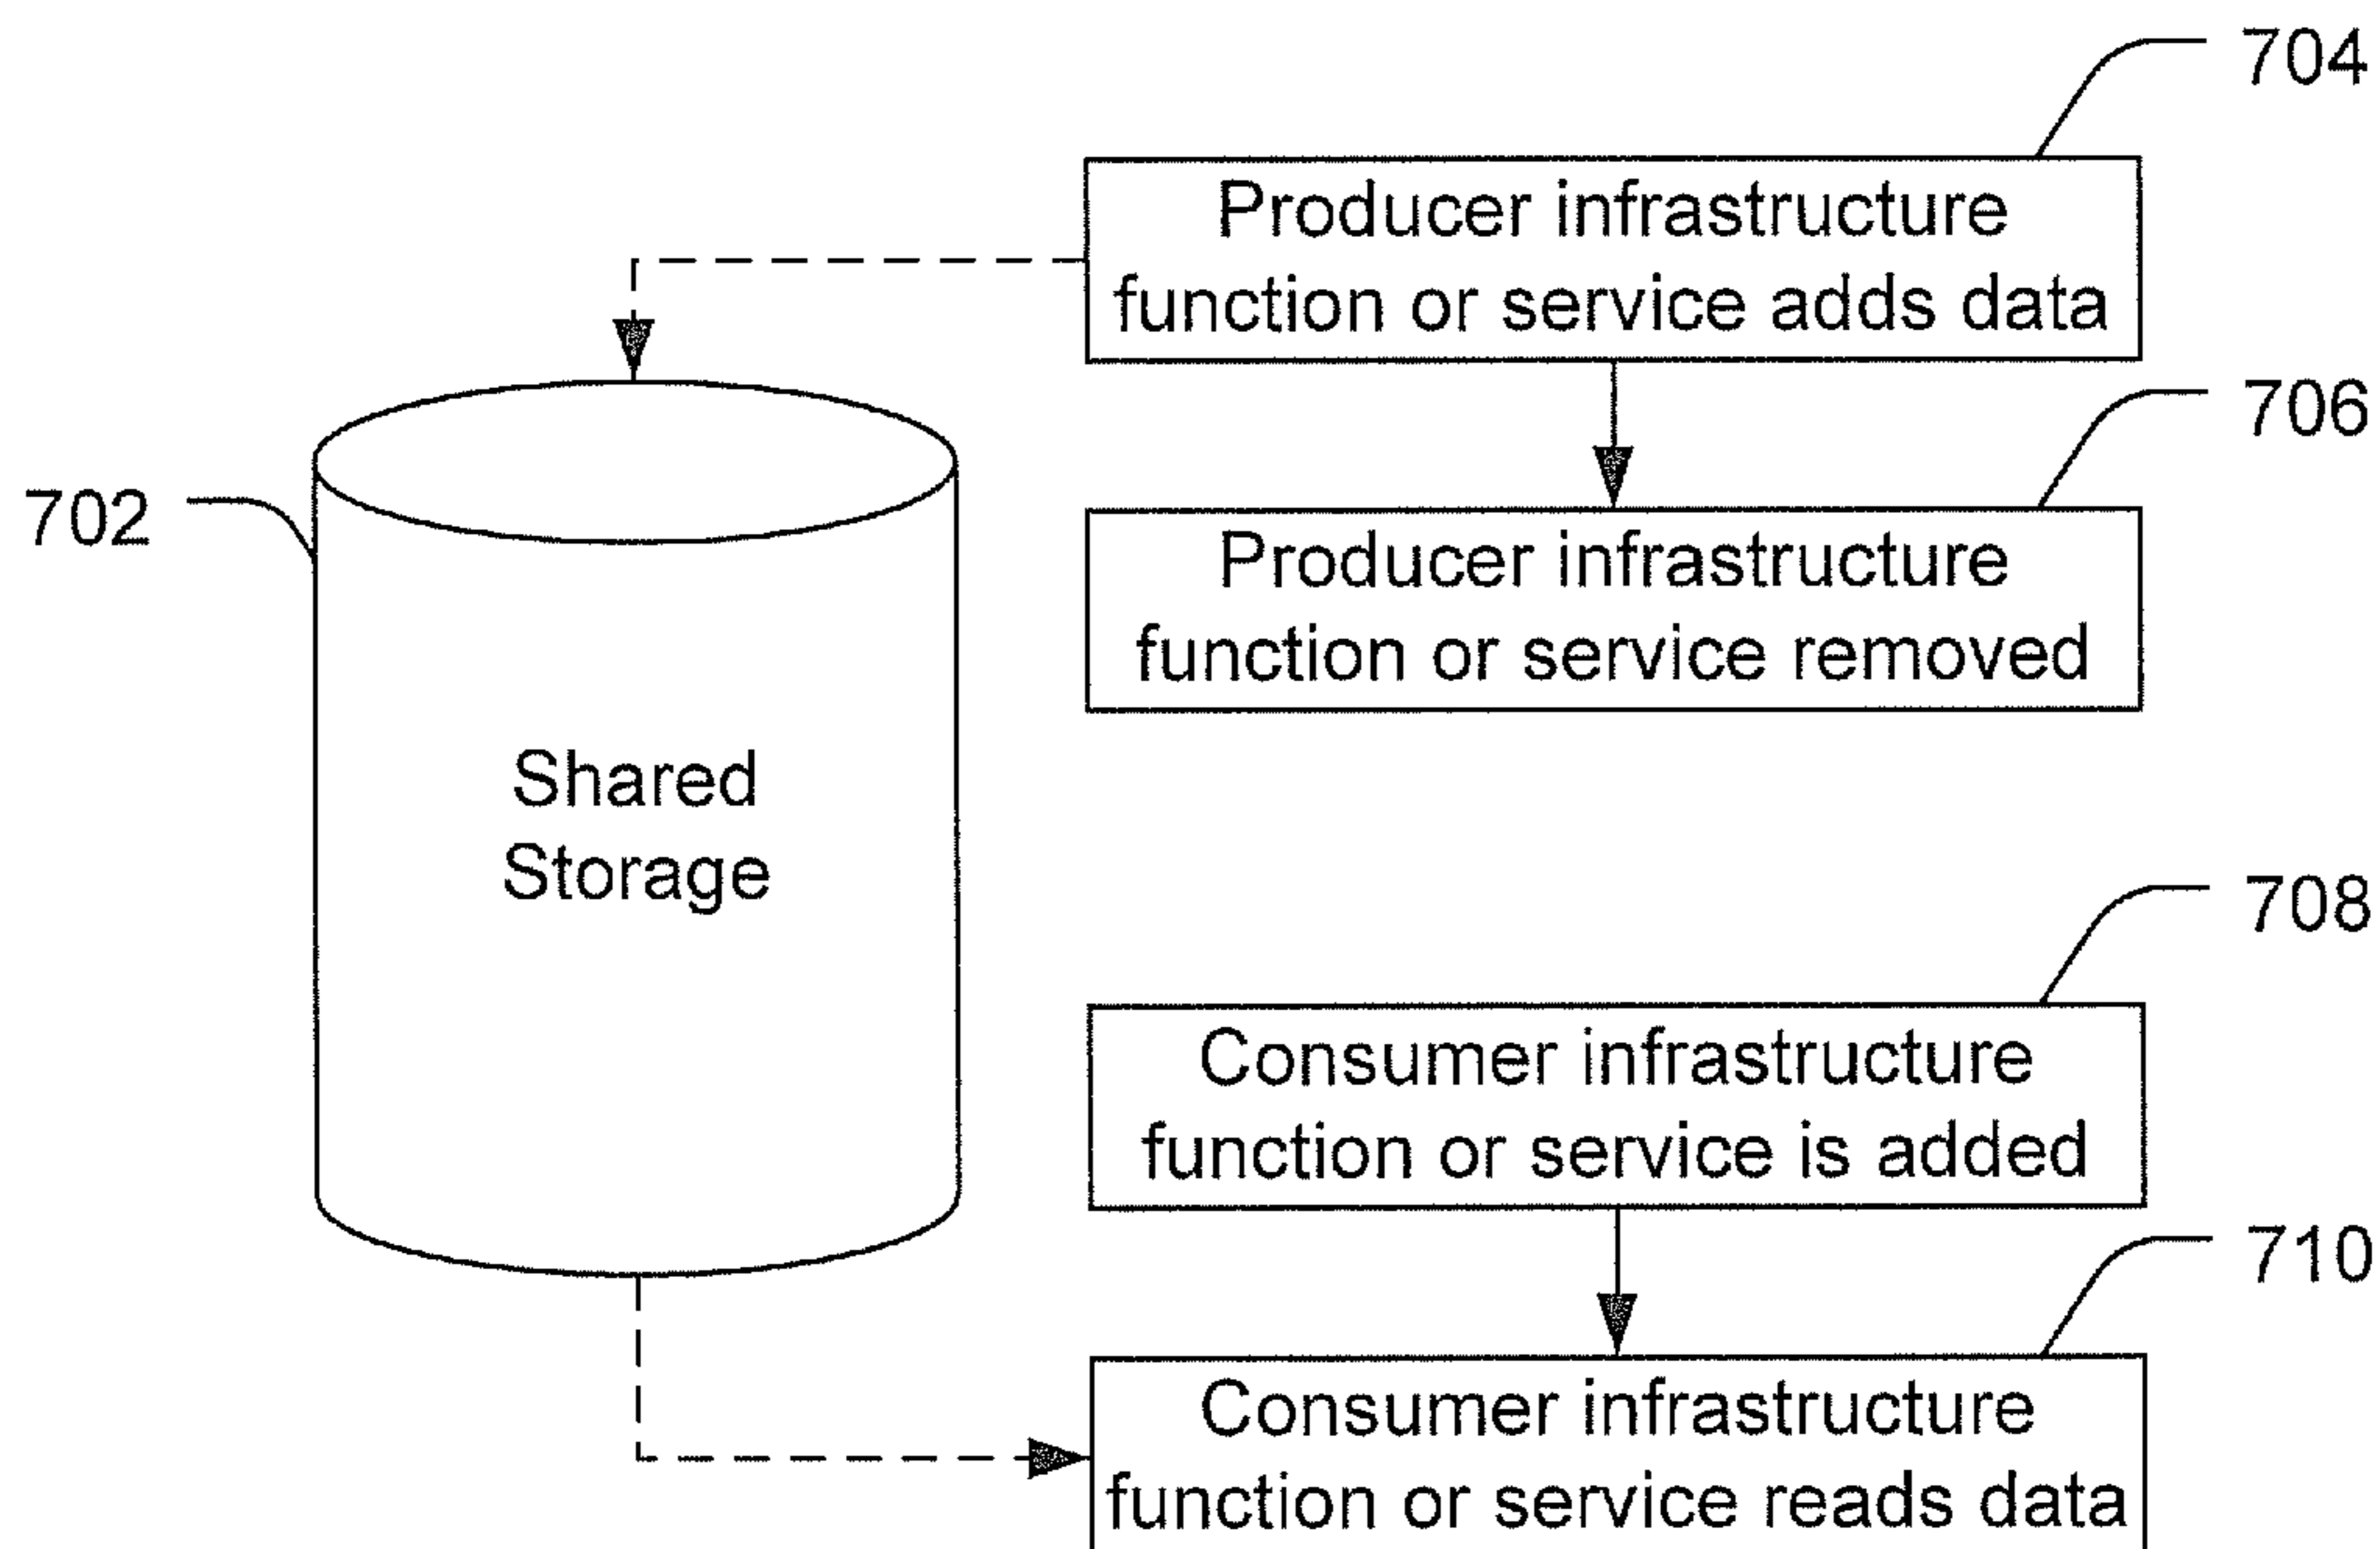 704
Producer infrastructure
function or service adds data
706
702
Producer infrastructure
function or service removed
Shared
Storage
708
Consumer infrastructure
function or service is added
710
Consumer infrastructure
function or service reads data